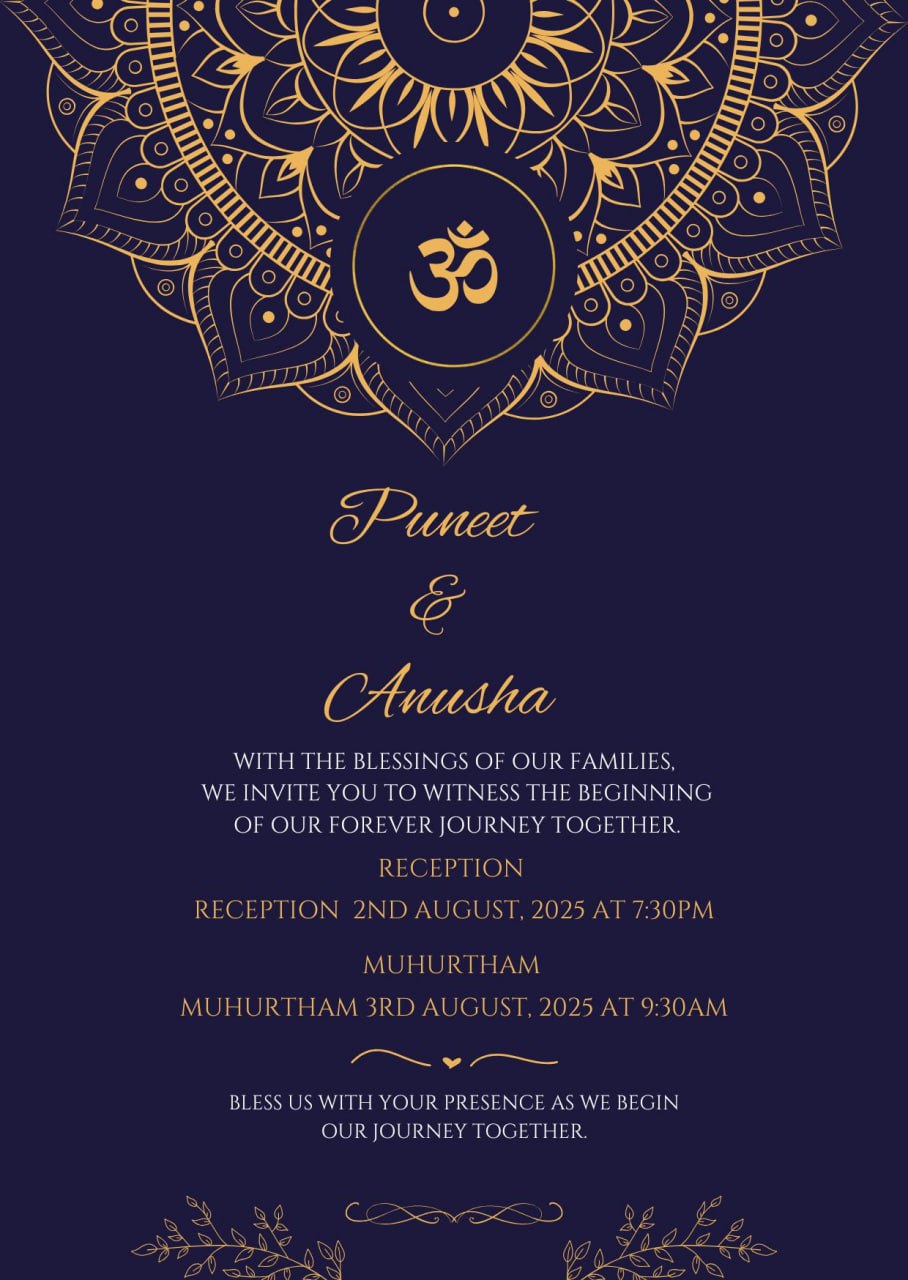 ॐ
Puneet
&
Anusha
WITH THE BLESSINGS OF OUR FAMILIES,
WE INVITE YOU TO WITNESS THE BEGINNING
OF OUR FOREVER JOURNEY TOGETHER.
RECEPTION
RECEPTION 2ND AUGUST, 2025 AT 7:30PM
MUHURTHAM
MUHURTHAM 3RD AUGUST, 2025 AT 9:30AM
BLESS US WITH YOUR PRESENCE AS WE BEGIN
OUR JOURNEY TOGETHER.